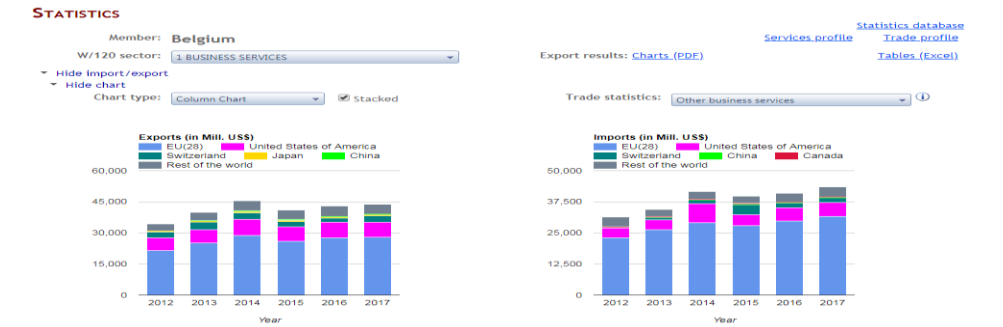 STATISTICS
Statistics database
Member: Belgium
Services profile Trade profile
W/120 sector: 1 BUSINESS SERVICES
Export results: Charts (PDF) Tables (Excel)
Hide import/export
Hide chart
Chart type: Column Chart Stacked
Trade statistics: Other business services
Exports (in Mill. US$)
EU(28) United States of America
Switzerland Japan China
Rest of the world
60,000
45,000
30,000
15,000
0
2012 2013 2014 2015 2016 2017
Year
Imports (in Mill. US$)
EU(28) United States of America
Switzerland China Canada
Rest of the world
50,000
37,500
25,000
12,500
0
2012 2013 2014 2015 2016 2017
Year